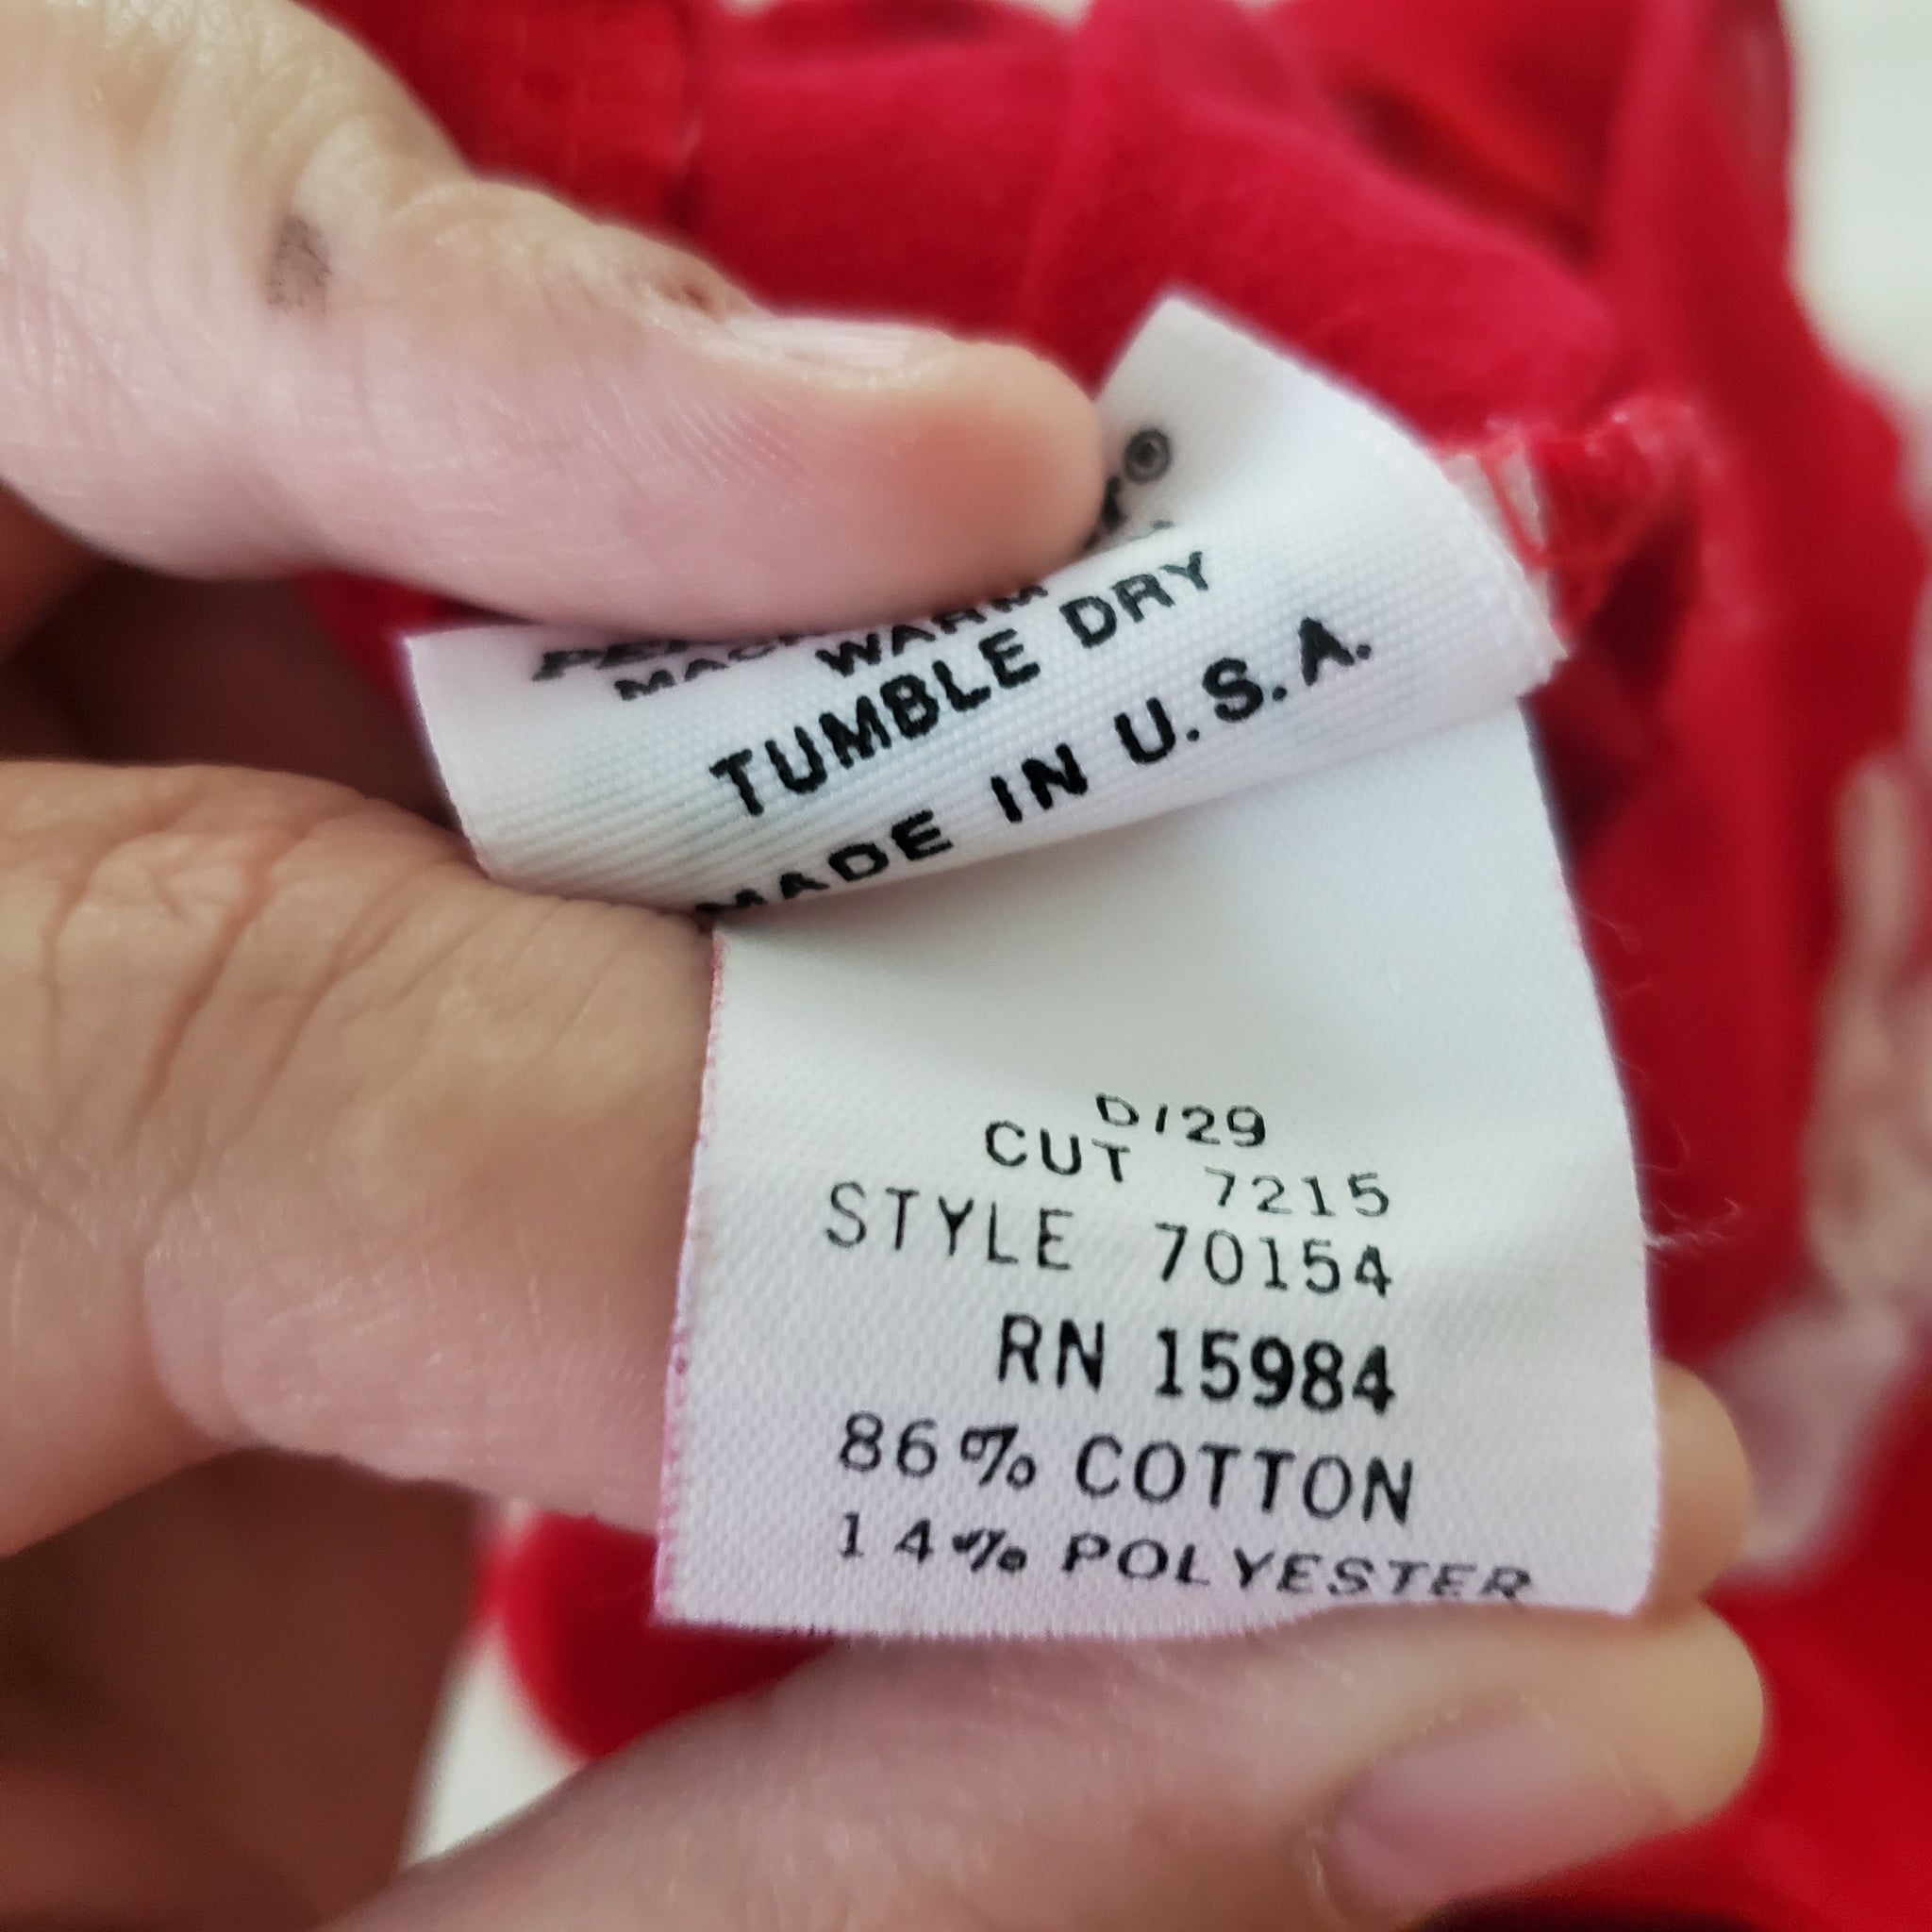 ®
WARM
TUMBLE DRY
MADE IN U.S.A.
D/29
CUT 7215
STYLE 70154
RN 15984
86% COTTON
14% POLYESTER